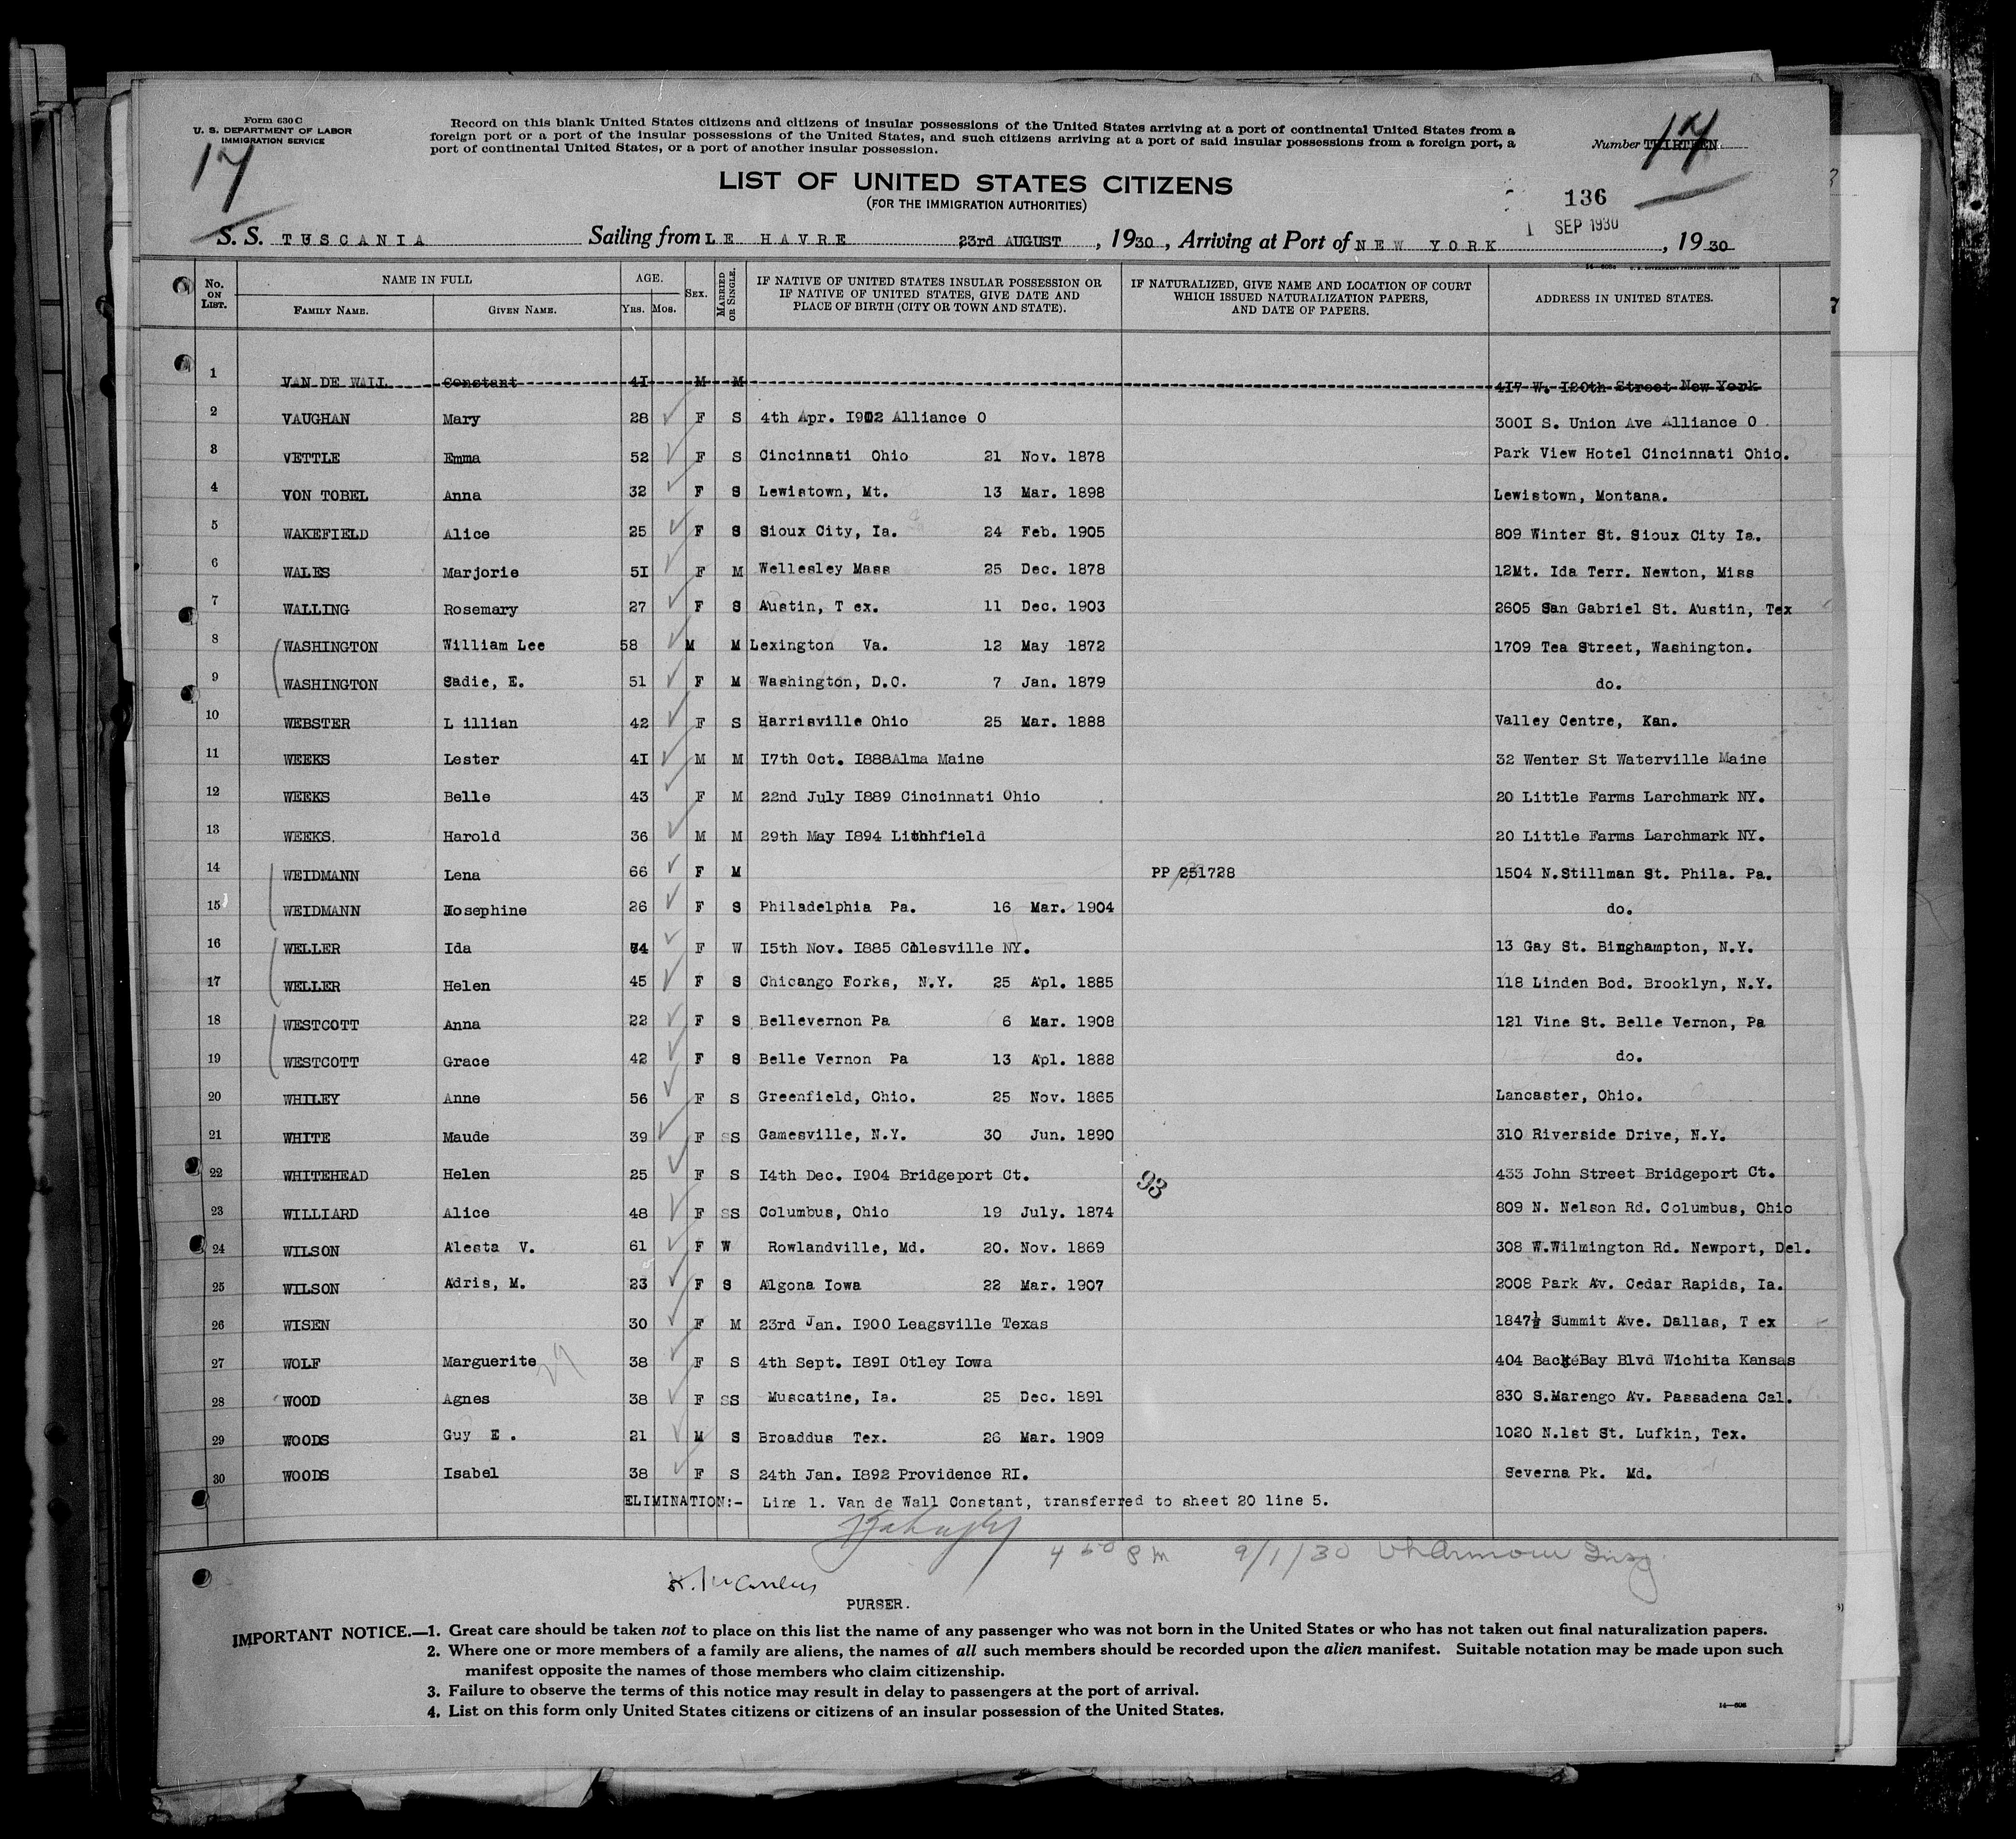 Form 630 C
U. S. DEPARTMENT OF LABOR
IMMIGRATION SERVICE
17
Record on this blank United States citizens and citizens of insular possessions of the United States arriving at a port of continental United States from a
foreign port or a port of the insular possessions of the United States, and such citizens arriving at a port of said insular possessions from a foreign port, a
port of continental United States, or a port of another insular possession.
Number THIRTEEN 17
LIST OF UNITED STATES CITIZENS
(FOR THE IMMIGRATION AUTHORITIES)
136
1 SEP 1930
S. S. TUSCANIA Sailing from LE HAVRE 23rd AUGUST, 1930, Arriving at Port of NEW YORK, 1930
No. ON LIST. NAME IN FULL FAMILY NAME. GIVEN NAME. AGE. YRS. MOS. SEX. MARRIED OR SINGLE. IF NATIVE OF UNITED STATES INSULAR POSSESSION OR IF NATIVE OF UNITED STATES, GIVE DATE AND PLACE OF BIRTH (CITY OR TOWN AND STATE). IF NATURALIZED, GIVE NAME AND LOCATION OF COURT WHICH ISSUED NATURALIZATION PAPERS, AND DATE OF PAPERS. ADDRESS IN UNITED STATES.
1 VAN DE WALL Constant 41 M M 417 W. 120th Street New York
2 VAUGHAN Mary 28 F S 4th Apr. 1902 Alliance O 3001 S. Union Ave Alliance O
3 VETTLE Emma 52 F S Cincinnati Ohio 21 Nov. 1878 Park View Hotel Cincinnati Ohio.
4 VON TOBEL Anna 32 F S Lewistown, Mt. 13 Mar. 1898 Lewistown, Montana.
5 WAKEFIELD Alice 25 F S Sioux City, Ia. 24 Feb. 1905 809 Winter St. Sioux City Ia.
6 WALES Marjorie 51 F M Wellesley Mass 25 Dec. 1878 12Mt. Ida Terr. Newton, Miss
7 WALLING Rosemary 27 F S Austin, T ex. 11 Dec. 1903 2605 San Gabriel St. Austin, Tex
8 WASHINGTON William Lee 58 M M Lexington Va. 12 May 1872 1709 Tea Street, Washington.
9 WASHINGTON Sadie, E. 51 F M Washington, D.C. 7 Jan. 1879 do.
10 WEBSTER L illian 42 F S Harrisville Ohio 25 Mar. 1888 Valley Centre, Kan.
11 WEEKS Lester 41 M M 17th Oct. 1888Alma Maine 32 Wenter St Waterville Maine
12 WEEKS Belle 43 F M 22nd July 1889 Cincinnati Ohio 20 Little Farms Larchmark NY.
13 WEEKS. Harold 36 M M 29th May 1894 Litchhfield 20 Little Farms Larchmark NY.
14 WEIDMANN Lena 66 F M PP 251728 1504 N.Stillman St. Phila. Pa.
15 WEIDMANN Josephine 26 F S Philadelphia Pa. 16 Mar. 1904 do.
16 WELLER Ida 74 F W 15th Nov. 1885 Colesville NY. 13 Gay St. Binghampton, N.Y.
17 WELLER Helen 45 F S Chicango Forks, N.Y. 25 Apl. 1885 118 Linden Bod. Brooklyn, N.Y.
18 WESTCOTT Anna 22 F S Bellevernon Pa 6 Mar. 1908 121 Vine St. Belle Vernon, Pa
19 WESTCOTT Grace 42 F S Belle Vernon Pa 13 Apl. 1888 do.
20 WHILEY Anne 56 F S Greenfield, Ohio. 25 Nov. 1865 Lancaster, Ohio.
21 WHITE Maude 39 F SS Gamesville, N.Y. 30 Jun. 1890 310 Riverside Drive, N.Y.
22 WHITEHEAD Helen 25 F S 14th Dec. 1904 Bridgeport Ct. 93 433 John Street Bridgeport Ct.
23 WILLIARD Alice 48 F SS Columbus, Ohio 19 July. 1874 809 N. Nelson Rd. Columbus, Ohio
24 WILSON Alesta V. 61 F W Rowlandville, Md. 20. Nov. 1869 308 W.Wilmington Rd. Newport, Del.
25 WILSON Adris, M. 23 F S Algona Iowa 22 Mar. 1907 2008 Park Av. Cedar Rapids, Ia.
26 WISEN 30 F M 23rd Jan. 1900 Leagsville Texas 1847½ Summit Ave. Dallas, T ex
27 WOLF Marguerite 38 F S 4th Sept. 1891 Otley Iowa 404 Back Bay Blvd Wichita Kansas
28 WOOD Agnes 38 F SS Muscatine, Ia. 25 Dec. 1891 830 S.Marengo Av. Passadena Cal.
29 WOODS Guy E . 21 M S Broaddus Tex. 26 Mar. 1909 1020 N.1st St. Lufkin, Tex.
30 WOODS Isabel 38 F S 24th Jan. 1892 Providence RI. Severna Pk. Md.
ELIMINATION:- Line 1. Van de Wall Constant, transferred to sheet 20 line 5.
9/1/30
PURSER.
IMPORTANT NOTICE.—1. Great care should be taken not to place on this list the name of any passenger who was not born in the United States or who has not taken out final naturalization papers.
2. Where one or more members of a family are aliens, the names of all such members should be recorded upon the alien manifest. Suitable notation may be made upon such
manifest opposite the names of those members who claim citizenship.
3. Failure to observe the terms of this notice may result in delay to passengers at the port of arrival.
4. List on this form only United States citizens or citizens of an insular possession of the United States.